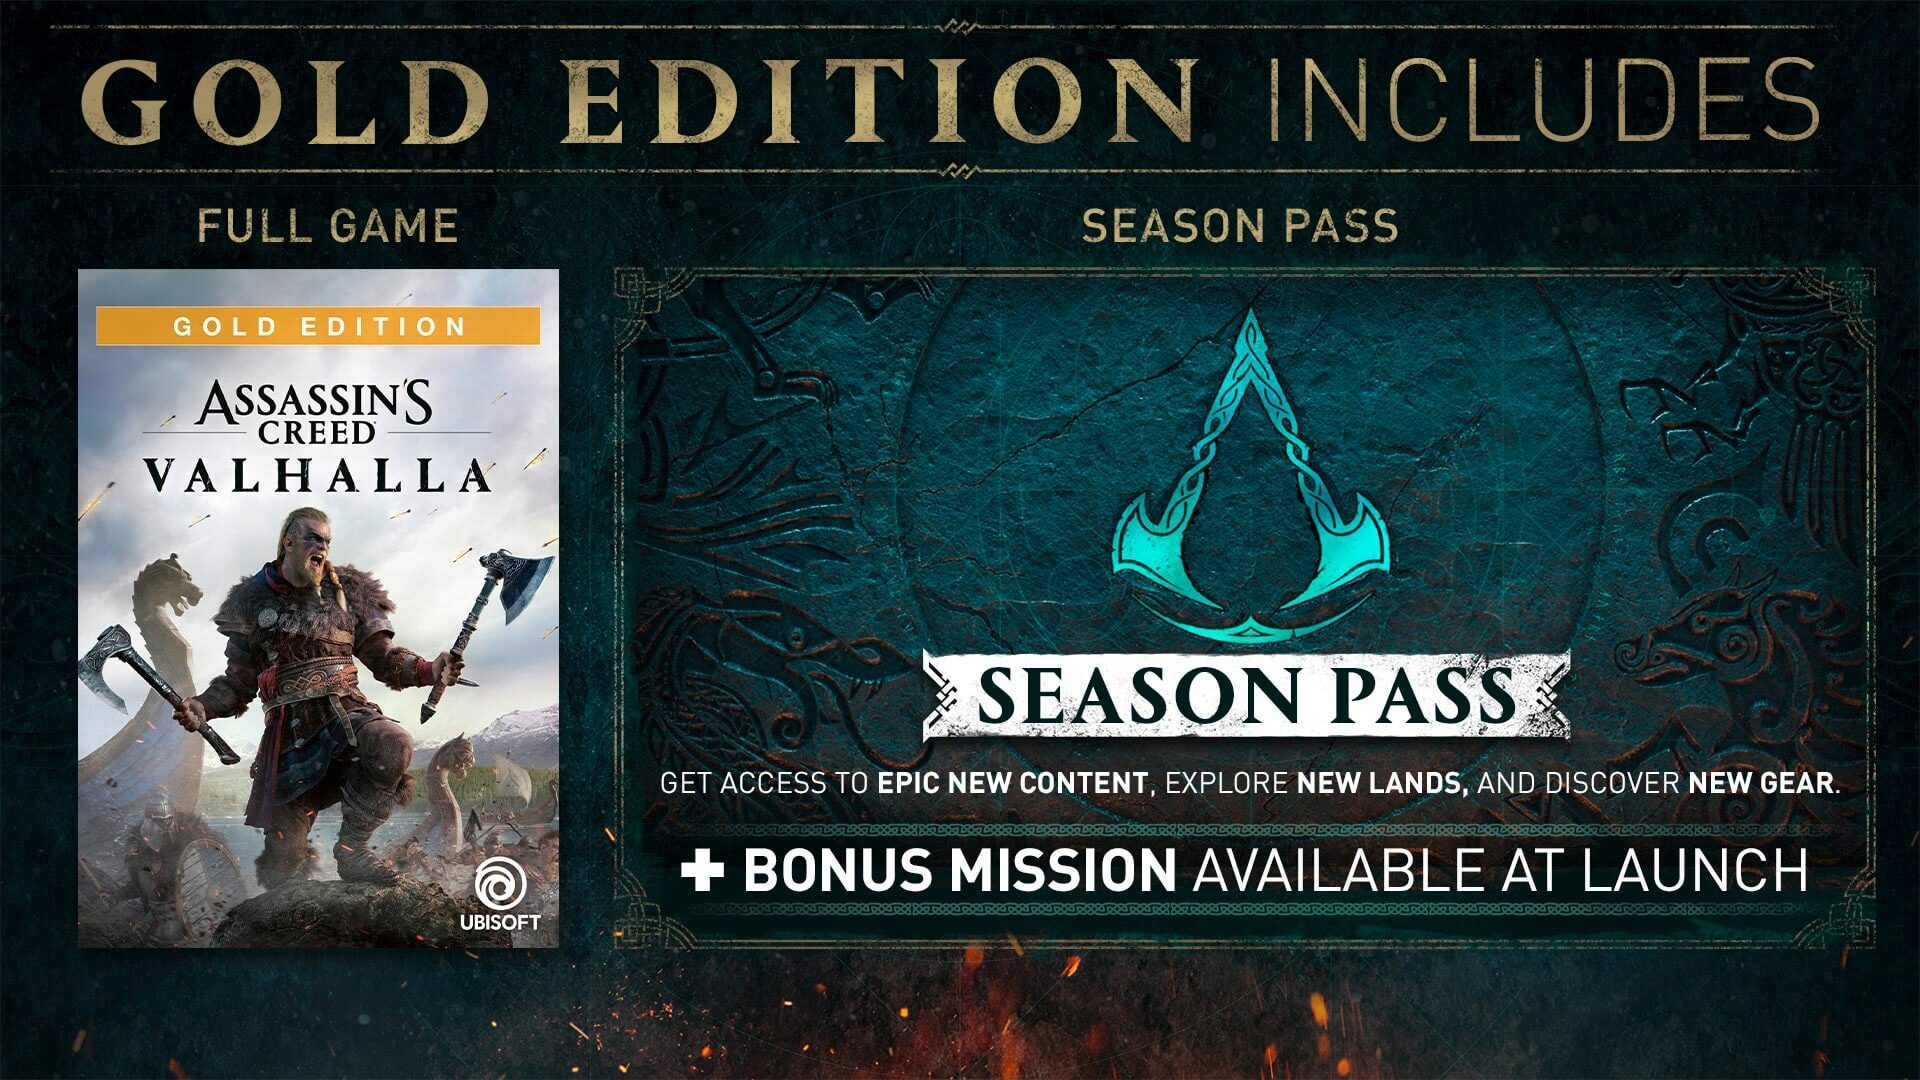 GOLD EDITION INCLUDES
FULL GAME
GOLD EDITION
ASSASSIN'S
CREED
VALHALLA
UBISOFT
SEASON PASS
SEASON PASS
GET ACCESS TO EPIC NEW CONTENT, EXPLORE NEW LANDS, AND DISCOVER NEW GEAR.
+ BONUS MISSION AVAILABLE AT LAUNCH